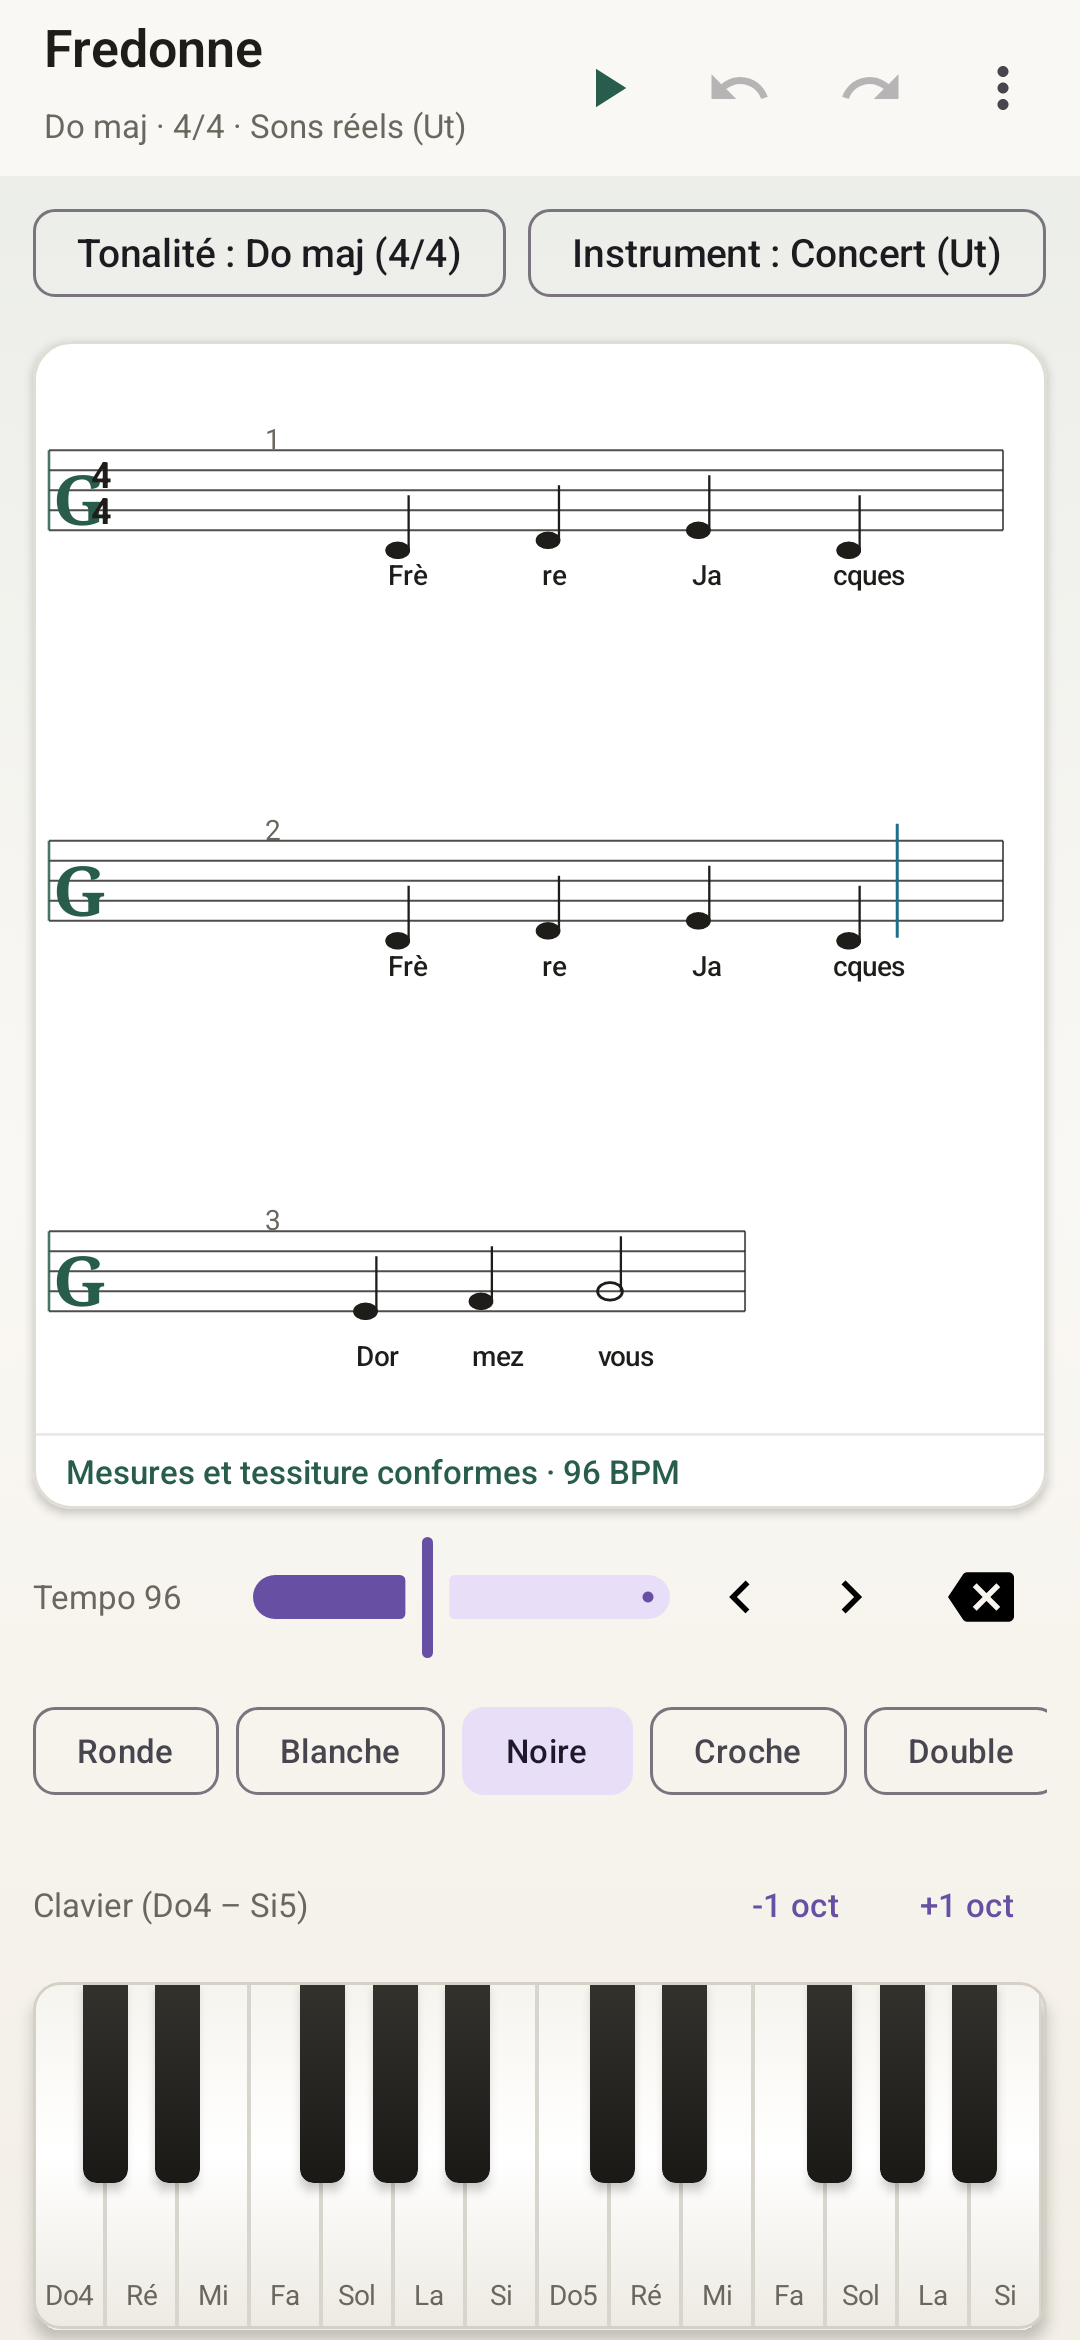 Fredonne
Do maj · 4/4 · Sons réels (Ut)
Tonalité : Do maj (4/4)
Instrument : Concert (Ut)
1
G 4
4
Frè re Ja cques
2
G
Frè re Ja cques
3
G
Dor mez vous
Mesures et tessiture conformes · 96 BPM
Tempo 96
Ronde Blanche Noire Croche Double
Clavier (Do4 – Si5) -1 oct +1 oct
Do4 Ré Mi Fa Sol La Si Do5 Ré Mi Fa Sol La Si